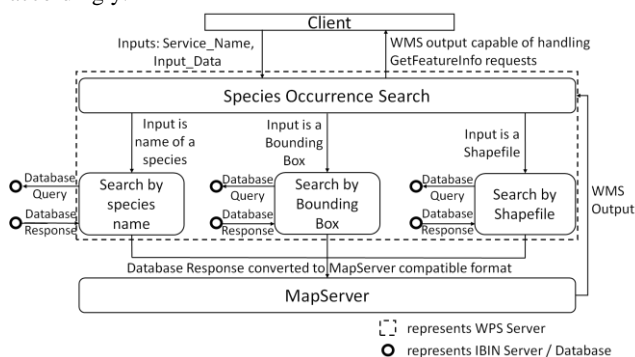 Client
Inputs: Service_Name,
Input_Data
WMS output capable of handling
GetFeatureInfo requests
Species Occurrence Search
Input is
name of a
species
Input is a
Bounding
Box
Input is a
Shapefile
Database
Query
Database
Response
Search by
species
name
Database
Query
Database
Response
Search by
Bounding
Box
Database
Query
Database
Response
Search by
Shapefile
WMS
Output
Database Response converted to MapServer compatible format
MapServer
represents WPS Server
represents IBIN Server / Database